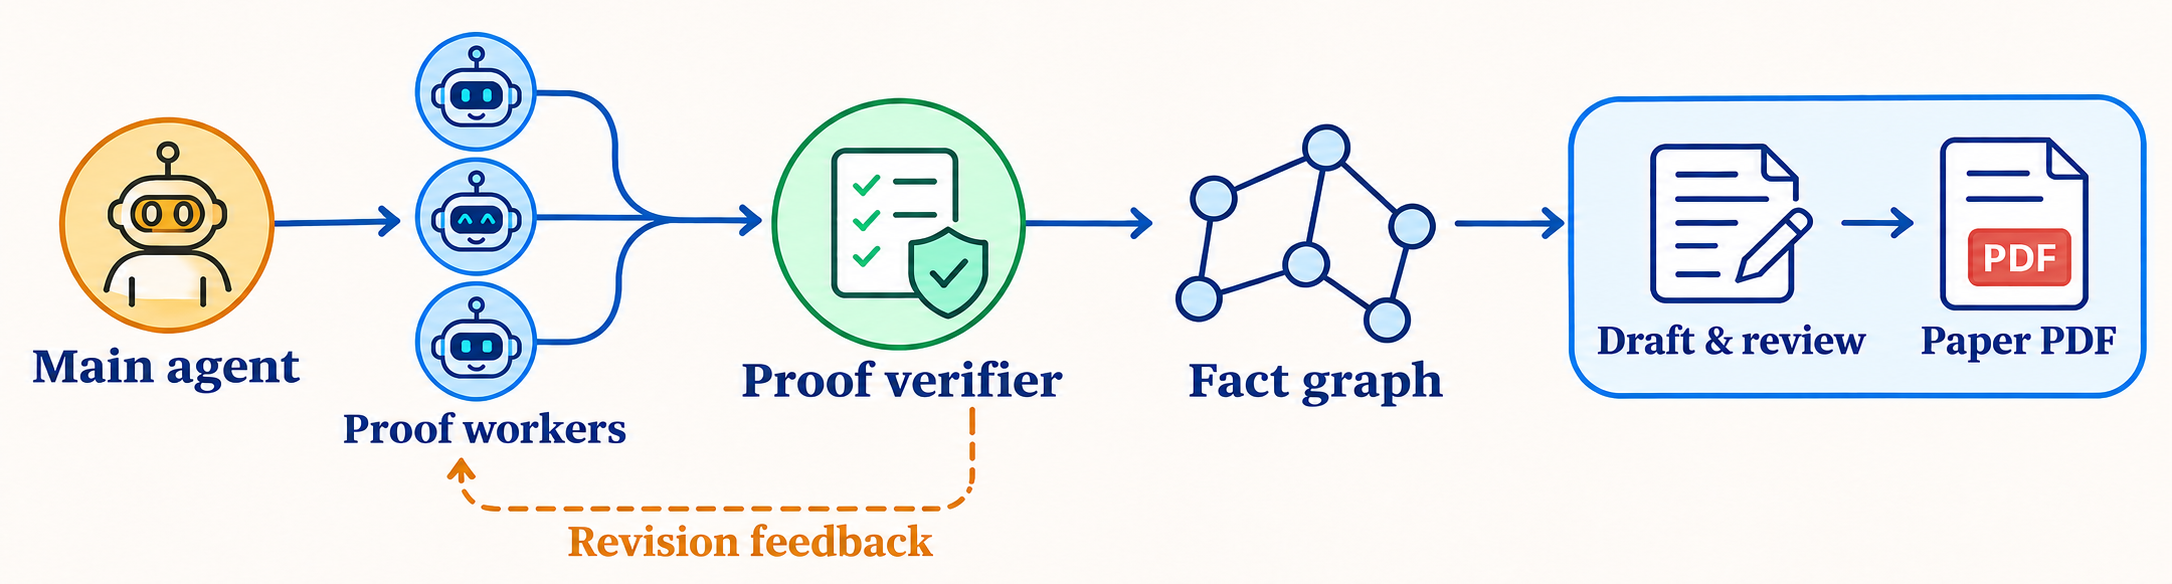 Main agent
Proof workers
Proof verifier
Revision feedback
Fact graph
Draft & review
PDF
Paper PDF